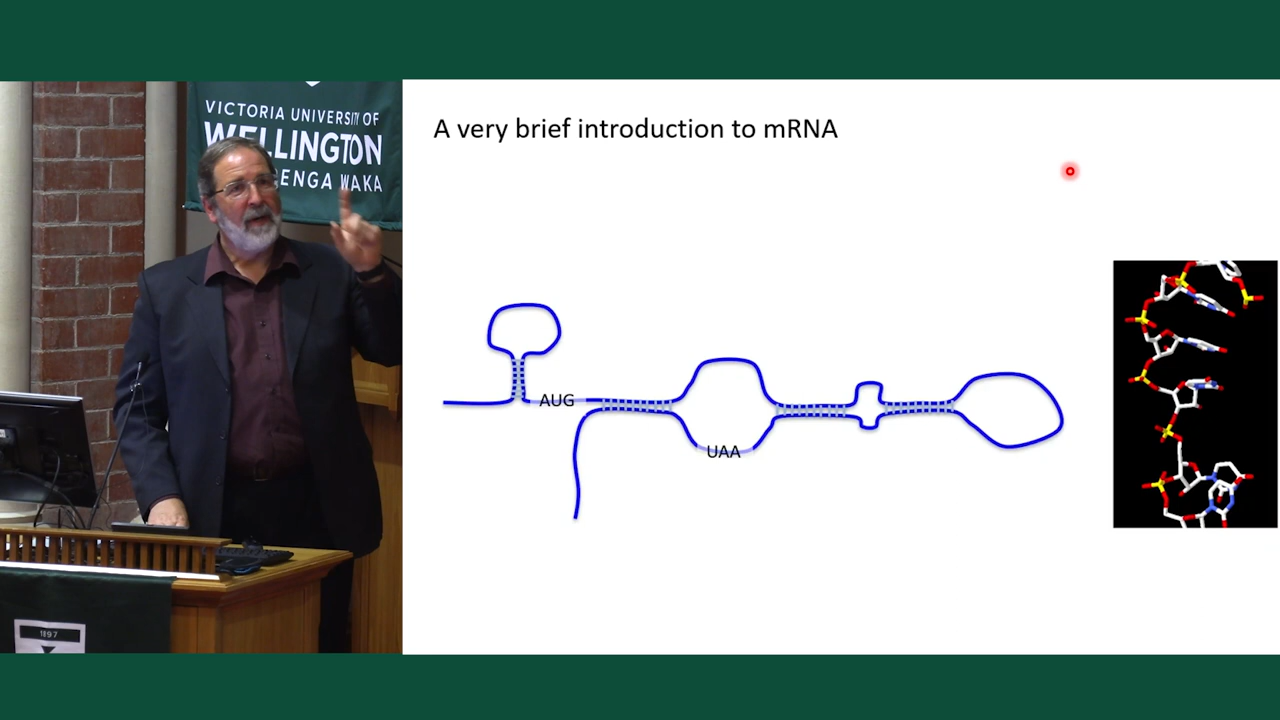 VICTORIA UNIVERSITY OF
WELLINGTON
ENGA WAKA
1897
A very brief introduction to mRNA
AUG
UAA